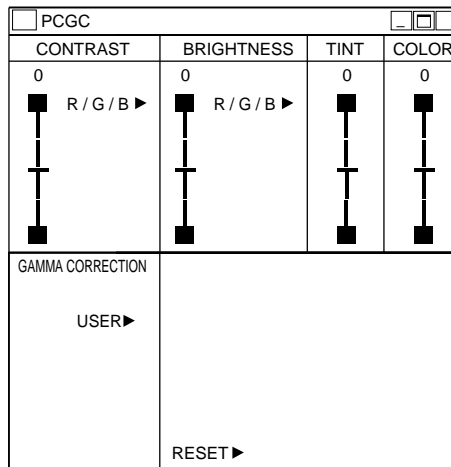 PCGC
CONTRAST BRIGHTNESS TINT COLOR
0 0 0 0
R / G / B ▶ R / G / B ▶
GAMMA CORRECTION
USER▶
RESET▶